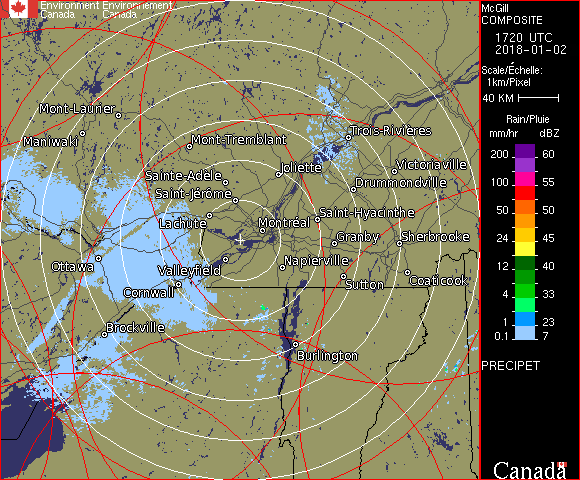 Environment Environnement
Canada Canada
McGill
COMPOSITE
1720 UTC
2018-01-02
Scale/Échelle:
1km/Pixel
40 KM
Rain/Pluie
mm/hr dBZ
200 60
100 55
50 50
24 45
12 40
4 33
1 23
0.1 7
PRECIPET
Canada
Mont-Laurier
Maniwaki
Mont-Tremblant
Trois-Rivières
Sainte-Adèle
Joliette
Victoriaville
Saint-Jérôme
Drummondville
Lachute
Montréal
Saint-Hyacinthe
Granby
Sherbrooke
Ottawa
Valleyfield
Napierville
Cornwall
Sutton
Coaticook
Brockville
Burlington